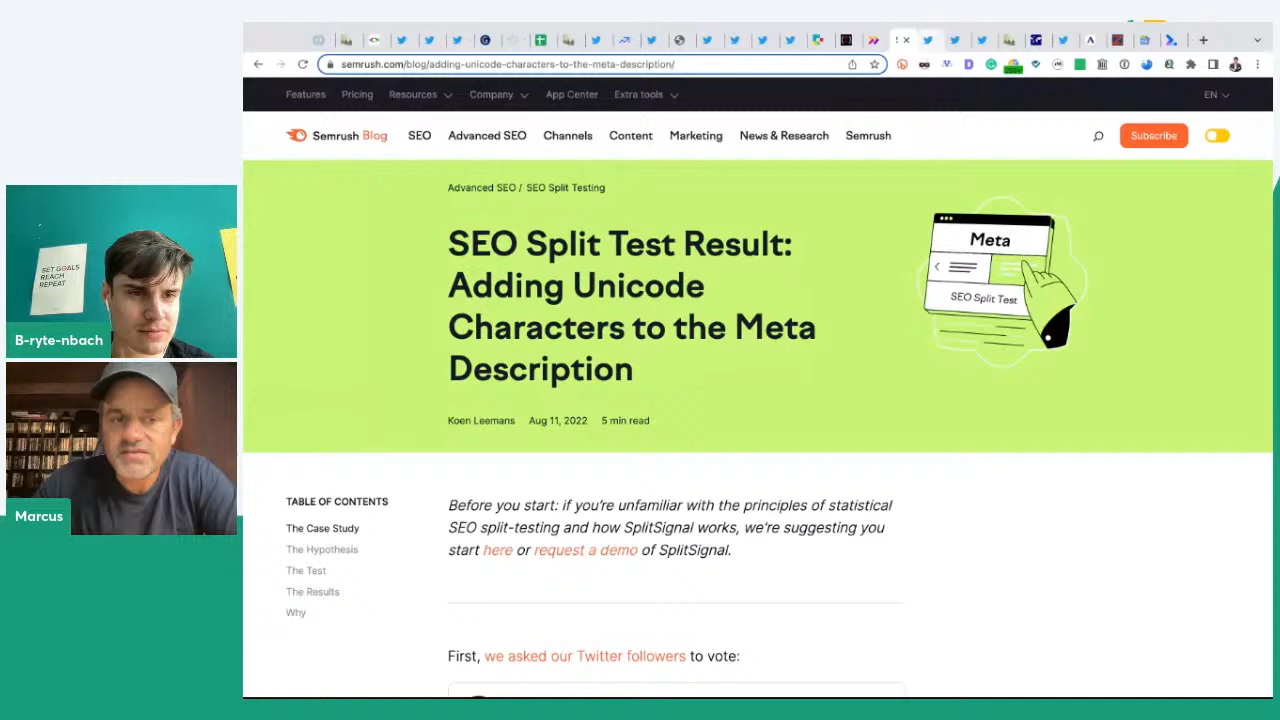 semrush.com/blog/adding-unicode-characters-to-the-meta-description/
Features Pricing Resources Company App Center Extra tools EN
Semrush Blog SEO Advanced SEO Channels Content Marketing News & Research Semrush Subscribe
Advanced SEO / SEO Split Testing
SEO Split Test Result:
Adding Unicode
Characters to the Meta
Description
Koen Leemans Aug 11, 2022 5 min read
Meta
SEO Split Test
SET GOALS
REACH
REPEAT
B-ryte-nbach
Marcus
TABLE OF CONTENTS
The Case Study
The Hypothesis
The Test
The Results
Why
Before you start: if you're unfamiliar with the principles of statistical
SEO split-testing and how SplitSignal works, we're suggesting you
start here or request a demo of SplitSignal.
First, we asked our Twitter followers to vote: